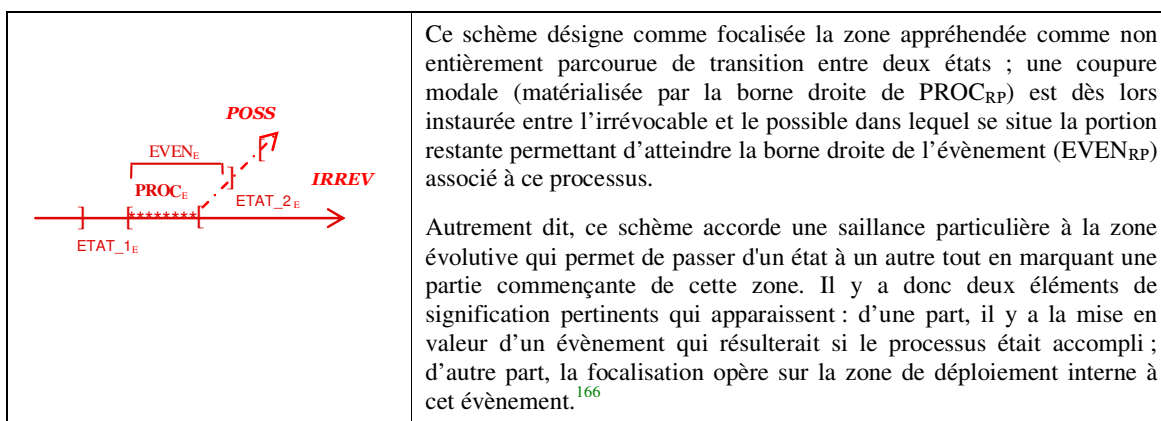 POSS
EVEN_E
IRREV
PROC_E
ETAT_2_E
]     [********[
ETAT_1_E
Ce schème désigne comme focalisée la zone appréhendée comme non
entièrement parcourue de transition entre deux états ; une coupure
modale (matérialisée par la borne droite de PROC_RP) est dès lors
instaurée entre l'irrévocable et le possible dans lequel se situe la portion
restante permettant d'atteindre la borne droite de l'évènement (EVEN_RP)
associé à ce processus.
Autrement dit, ce schème accorde une saillance particulière à la zone
évolutive qui permet de passer d'un état à un autre tout en marquant une
partie commençante de cette zone. Il y a donc deux éléments de
signification pertinents qui apparaissent : d'une part, il y a la mise en
valeur d'un évènement qui résulterait si le processus était accompli ;
d'autre part, la focalisation opère sur la zone de déploiement interne à
cet évènement.166